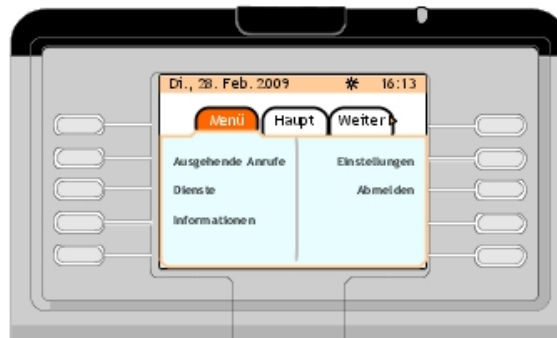 Di., 28. Feb. 2009 16:13
Menü Haupt Weiter
Ausgehende Anrufe Einstellungen
Dienste Abmelden
Informationen